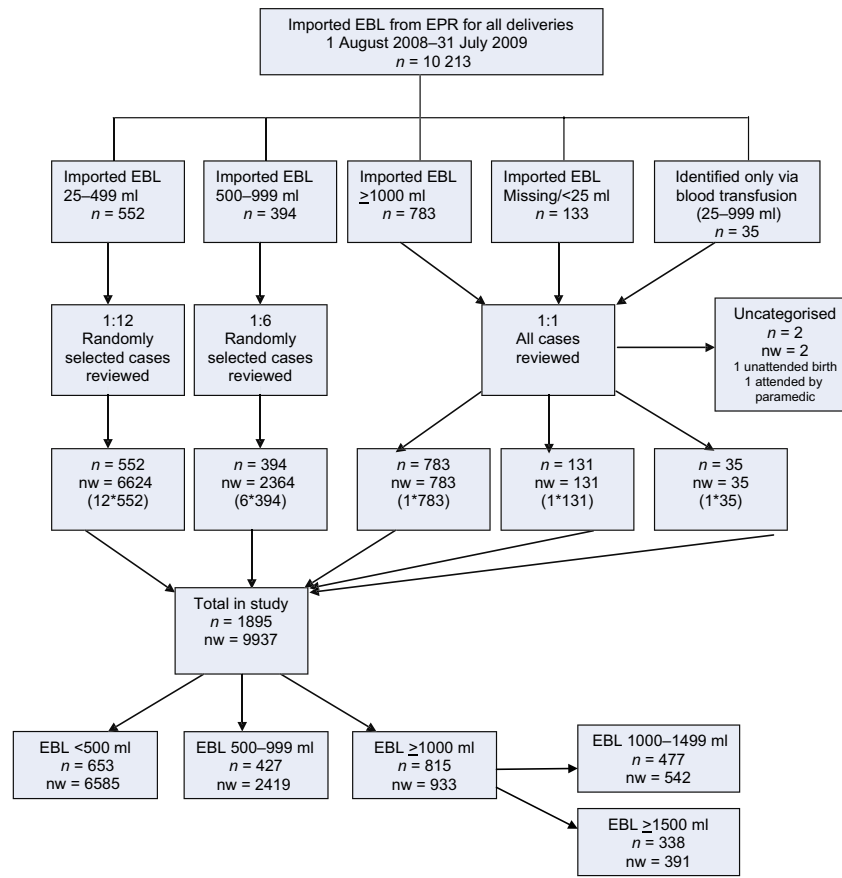 Imported EBL from EPR for all deliveries
1 August 2008–31 July 2009
n = 10 213
Imported EBL
25–499 ml
n = 552
Imported EBL
500–999 ml
n = 394
Imported EBL
≥1000 ml
n = 783
Imported EBL
Missing/<25 ml
n = 133
Identified only via
blood transfusion
(25–999 ml)
n = 35
1:12
Randomly
selected cases
reviewed
1:6
Randomly
selected cases
reviewed
1:1
All cases
reviewed
Uncategorised
n = 2
nw = 2
1 unattended birth
1 attended by
paramedic
n = 552
nw = 6624
(12*552)
n = 394
nw = 2364
(6*394)
n = 783
nw = 783
(1*783)
n = 131
nw = 131
(1*131)
n = 35
nw = 35
(1*35)
Total in study
n = 1895
nw = 9937
EBL <500 ml
n = 653
nw = 6585
EBL 500–999 ml
n = 427
nw = 2419
EBL ≥1000 ml
n = 815
nw = 933
EBL 1000–1499 ml
n = 477
nw = 542
EBL ≥1500 ml
n = 338
nw = 391